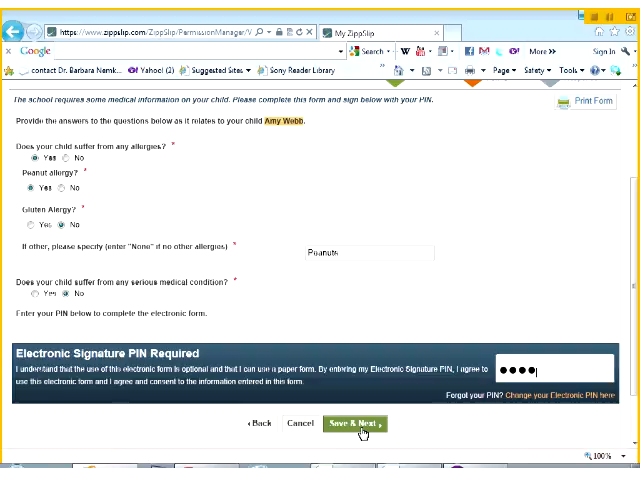 https://www.zippslip.com/ZippSlip/PermissionManager/V
My ZippSlip
Google
Search
More >>
Sign In
contact Dr. Barbara Nemk...
Yahoo! (2)
Suggested Sites
Sony Reader Library
Page
Safety
Tools
The school requires some medical information on your child. Please complete this form and sign below with your PIN.
Print Form
Provide the answers to the questions below as it relates to your child Amy Webb.
Does your child suffer from any allergies? *
Yes No
Peanut allergy? *
Yes No
Gluten Alergy? *
Yes No
If other, please specify (enter "None" if no other allergies) *
Peanuts
Does your child suffer from any serious medical condition? *
Yes No
Enter your PIN below to complete the electronic form.
Electronic Signature PIN Required
I understand that the use of this electronic form is optional and that I can use a paper form. By entering my Electronic Signature PIN, I agree to
use this electronic form and I agree and consent to the information entered in this form.
Forgot your PIN? Change your Electronic PIN here
Back
Cancel
Save & Next
100%